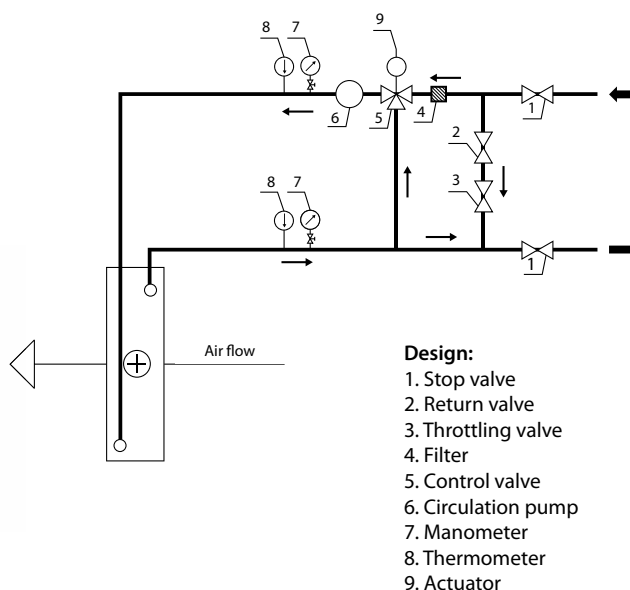 8 7 9
6 5 4 1
2
3
8 7
1
Air flow
Design:
1. Stop valve
2. Return valve
3. Throttling valve
4. Filter
5. Control valve
6. Circulation pump
7. Manometer
8. Thermometer
9. Actuator